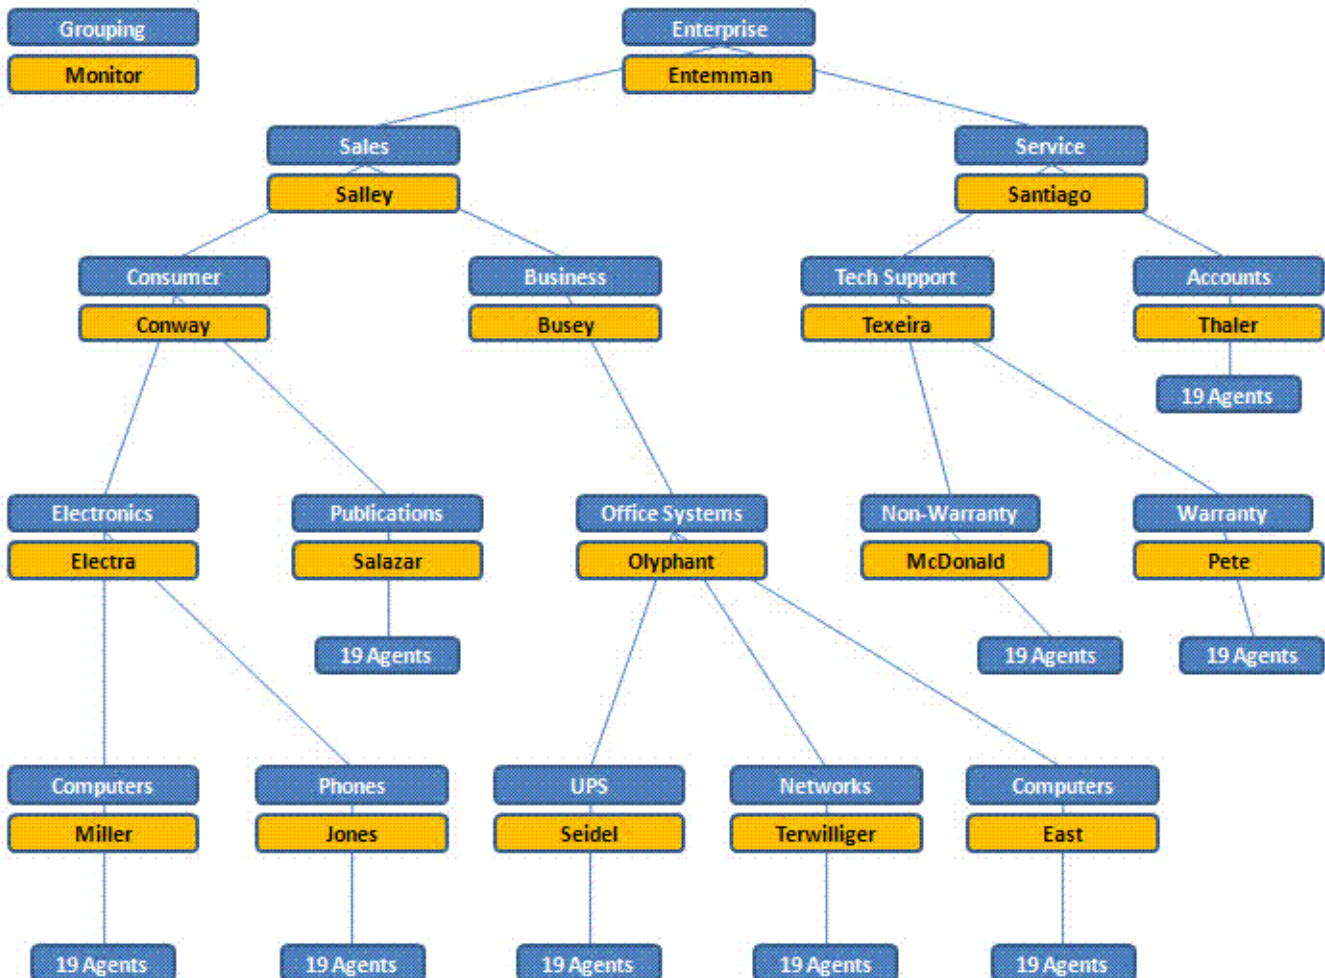 Grouping
Enterprise
Monitor
Entemman
Sales
Service
Salley
Santiago
Consumer
Business
Tech Support
Accounts
Conway
Busey
Texeira
Thaler
19 Agents
Electronics
Publications
Office Systems
Non-Warranty
Warranty
Electra
Salazar
Olyphant
McDonald
Pete
19 Agents
19 Agents
19 Agents
Computers
Phones
UPS
Networks
Computers
Miller
Jones
Seidel
Terwilliger
East
19 Agents
19 Agents
19 Agents
19 Agents
19 Agents